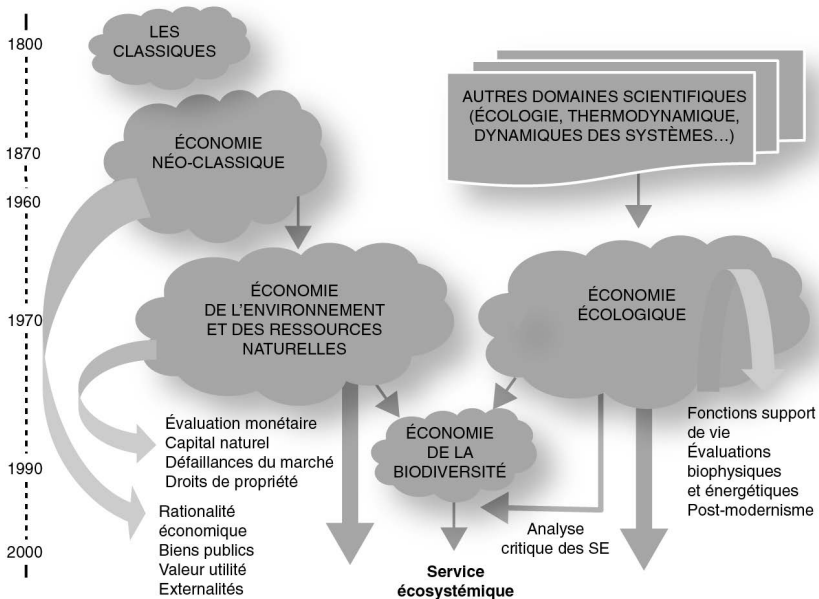 1800
1870
1960
1970
1990
2000
LES
CLASSIQUES
ÉCONOMIE
NÉO-CLASSIQUE
AUTRES DOMAINES SCIENTIFIQUES
(ÉCOLOGIE, THERMODYNAMIQUE,
DYNAMIQUES DES SYSTÈMES…)
ÉCONOMIE
DE L’ENVIRONNEMENT
ET DES RESSOURCES
NATURELLES
ÉCONOMIE
ÉCOLOGIQUE
Évaluation monétaire
Capital naturel
Défaillances du marché
Droits de propriété
Rationalité
économique
Biens publics
Valeur utilité
Externalités
ÉCONOMIE
DE LA
BIODIVERSITÉ
Service
écosystémique
Analyse
critique des SE
Fonctions support
de vie
Évaluations
biophysiques
et énergétiques
Post-modernisme